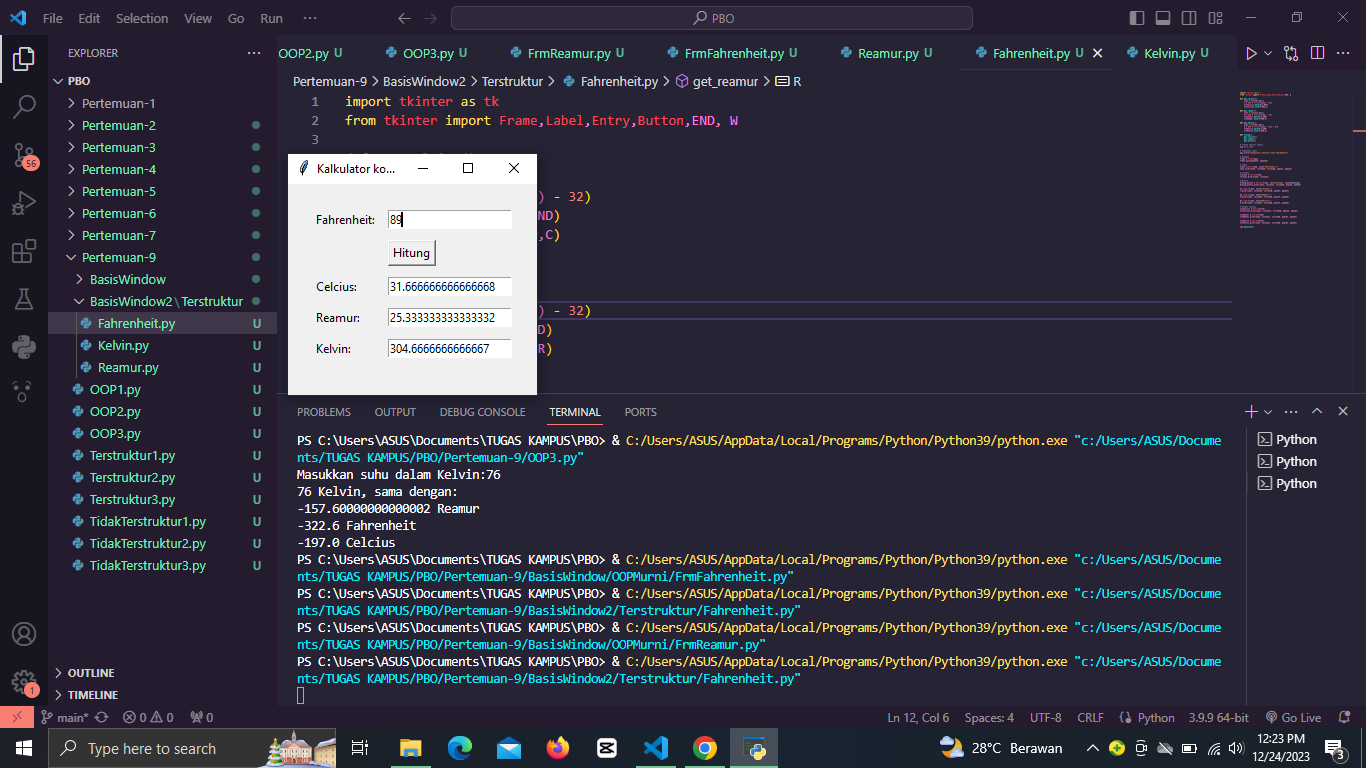 File Edit Selection View Go Run ··· PBO
EXPLORER ···
PBO
Pertemuan-1
Pertemuan-2
Pertemuan-3
Pertemuan-4
Pertemuan-5
Pertemuan-6
Pertemuan-7
Pertemuan-9
BasisWindow
BasisWindow2\Terstruktur
Fahrenheit.py U
Kelvin.py U
Reamur.py U
OOP1.py U
OOP2.py U
OOP3.py U
Terstruktur1.py U
Terstruktur2.py U
Terstruktur3.py U
TidakTerstruktur1.py U
TidakTerstruktur2.py U
TidakTerstruktur3.py U
OUTLINE
TIMELINE
56
1
OOP2.py U OOP3.py U FrmReamur.py U FrmFahrenheit.py U Reamur.py U Fahrenheit.py U Kelvin.py U
Pertemuan-9 > BasisWindow2 > Terstruktur > Fahrenheit.py > get_reamur > R
1 import tkinter as tk
2 from tkinter import Frame,Label,Entry,Button,END, W
3
) - 32)
ND)
,C)
) - 32)
D)
R)
Kalkulator ko...
Fahrenheit: 89
Hitung
Celcius: 31.666666666666668
Reamur: 25.333333333333332
Kelvin: 304.6666666666667
PROBLEMS OUTPUT DEBUG CONSOLE TERMINAL PORTS
PS C:\Users\ASUS\Documents\TUGAS KAMPUS\PBO> & C:/Users/ASUS/AppData/Local/Programs/Python/Python39/python.exe "c:/Users/ASUS/Docume
nts/TUGAS KAMPUS/PBO/Pertemuan-9/OOP3.py"
Masukkan suhu dalam Kelvin:76
76 Kelvin, sama dengan:
-157.60000000000002 Reamur
-322.6 Fahrenheit
-197.0 Celcius
PS C:\Users\ASUS\Documents\TUGAS KAMPUS\PBO> & C:/Users/ASUS/AppData/Local/Programs/Python/Python39/python.exe "c:/Users/ASUS/Docume
nts/TUGAS KAMPUS/PBO/Pertemuan-9/BasisWindow/OOPMurni/FrmFahrenheit.py"
PS C:\Users\ASUS\Documents\TUGAS KAMPUS\PBO> & C:/Users/ASUS/AppData/Local/Programs/Python/Python39/python.exe "c:/Users/ASUS/Docume
nts/TUGAS KAMPUS/PBO/Pertemuan-9/BasisWindow2/Terstruktur/Fahrenheit.py"
PS C:\Users\ASUS\Documents\TUGAS KAMPUS\PBO> & C:/Users/ASUS/AppData/Local/Programs/Python/Python39/python.exe "c:/Users/ASUS/Docume
nts/TUGAS KAMPUS/PBO/Pertemuan-9/BasisWindow/OOPMurni/FrmReamur.py"
PS C:\Users\ASUS\Documents\TUGAS KAMPUS\PBO> & C:/Users/ASUS/AppData/Local/Programs/Python/Python39/python.exe "c:/Users/ASUS/Docume
nts/TUGAS KAMPUS/PBO/Pertemuan-9/BasisWindow2/Terstruktur/Fahrenheit.py"
Python
Python
Python
main* 0 0 0 Ln 12, Col 6 Spaces: 4 UTF-8 CRLF Python 3.9.9 64-bit Go Live
Type here to search
28°C Berawan
12:23 PM
12/24/2023
3